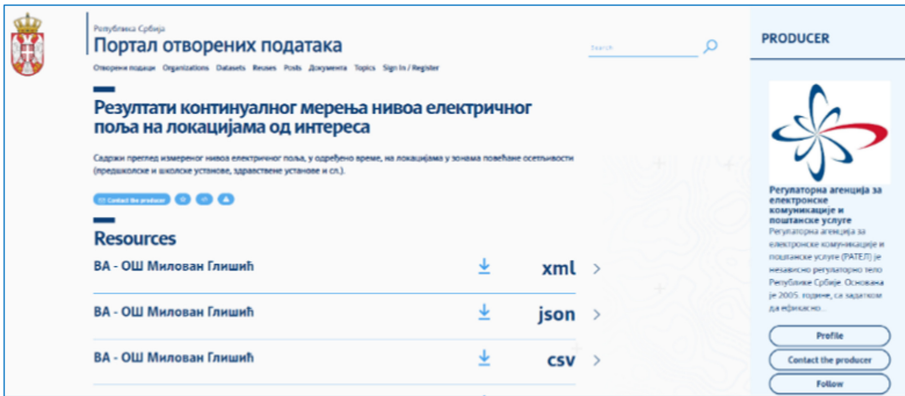 Република Србија
Портал отворених података
Search
Отворени подаци Organizations Datasets Reuses Posts Документа Topics Sign In / Register
Резултати континуалног мерења нивоа електричног
поља на локацијама од интереса
Садржи преглед измереног нивоа електричног поља, у одређено време, на локацијама у зонама повећане осетљивости
(предшколске и школске установе, здравствене установе и сл.).
Contact the producer
Resources
ВА - ОШ Милован Глишић xml
ВА - ОШ Милован Глишић json
ВА - ОШ Милован Глишић csv
PRODUCER
Регулаторна агенција за
електронске
комуникације и
поштанске услуге
Регулаторна агенција за
електронске комуникације и
поштанске услуге (РАТЕЛ) је
независно регулаторно тело
Републике Србије. Основана
је 2005. године, са задатком
да ефикасно...
Profile
Contact the producer
Follow